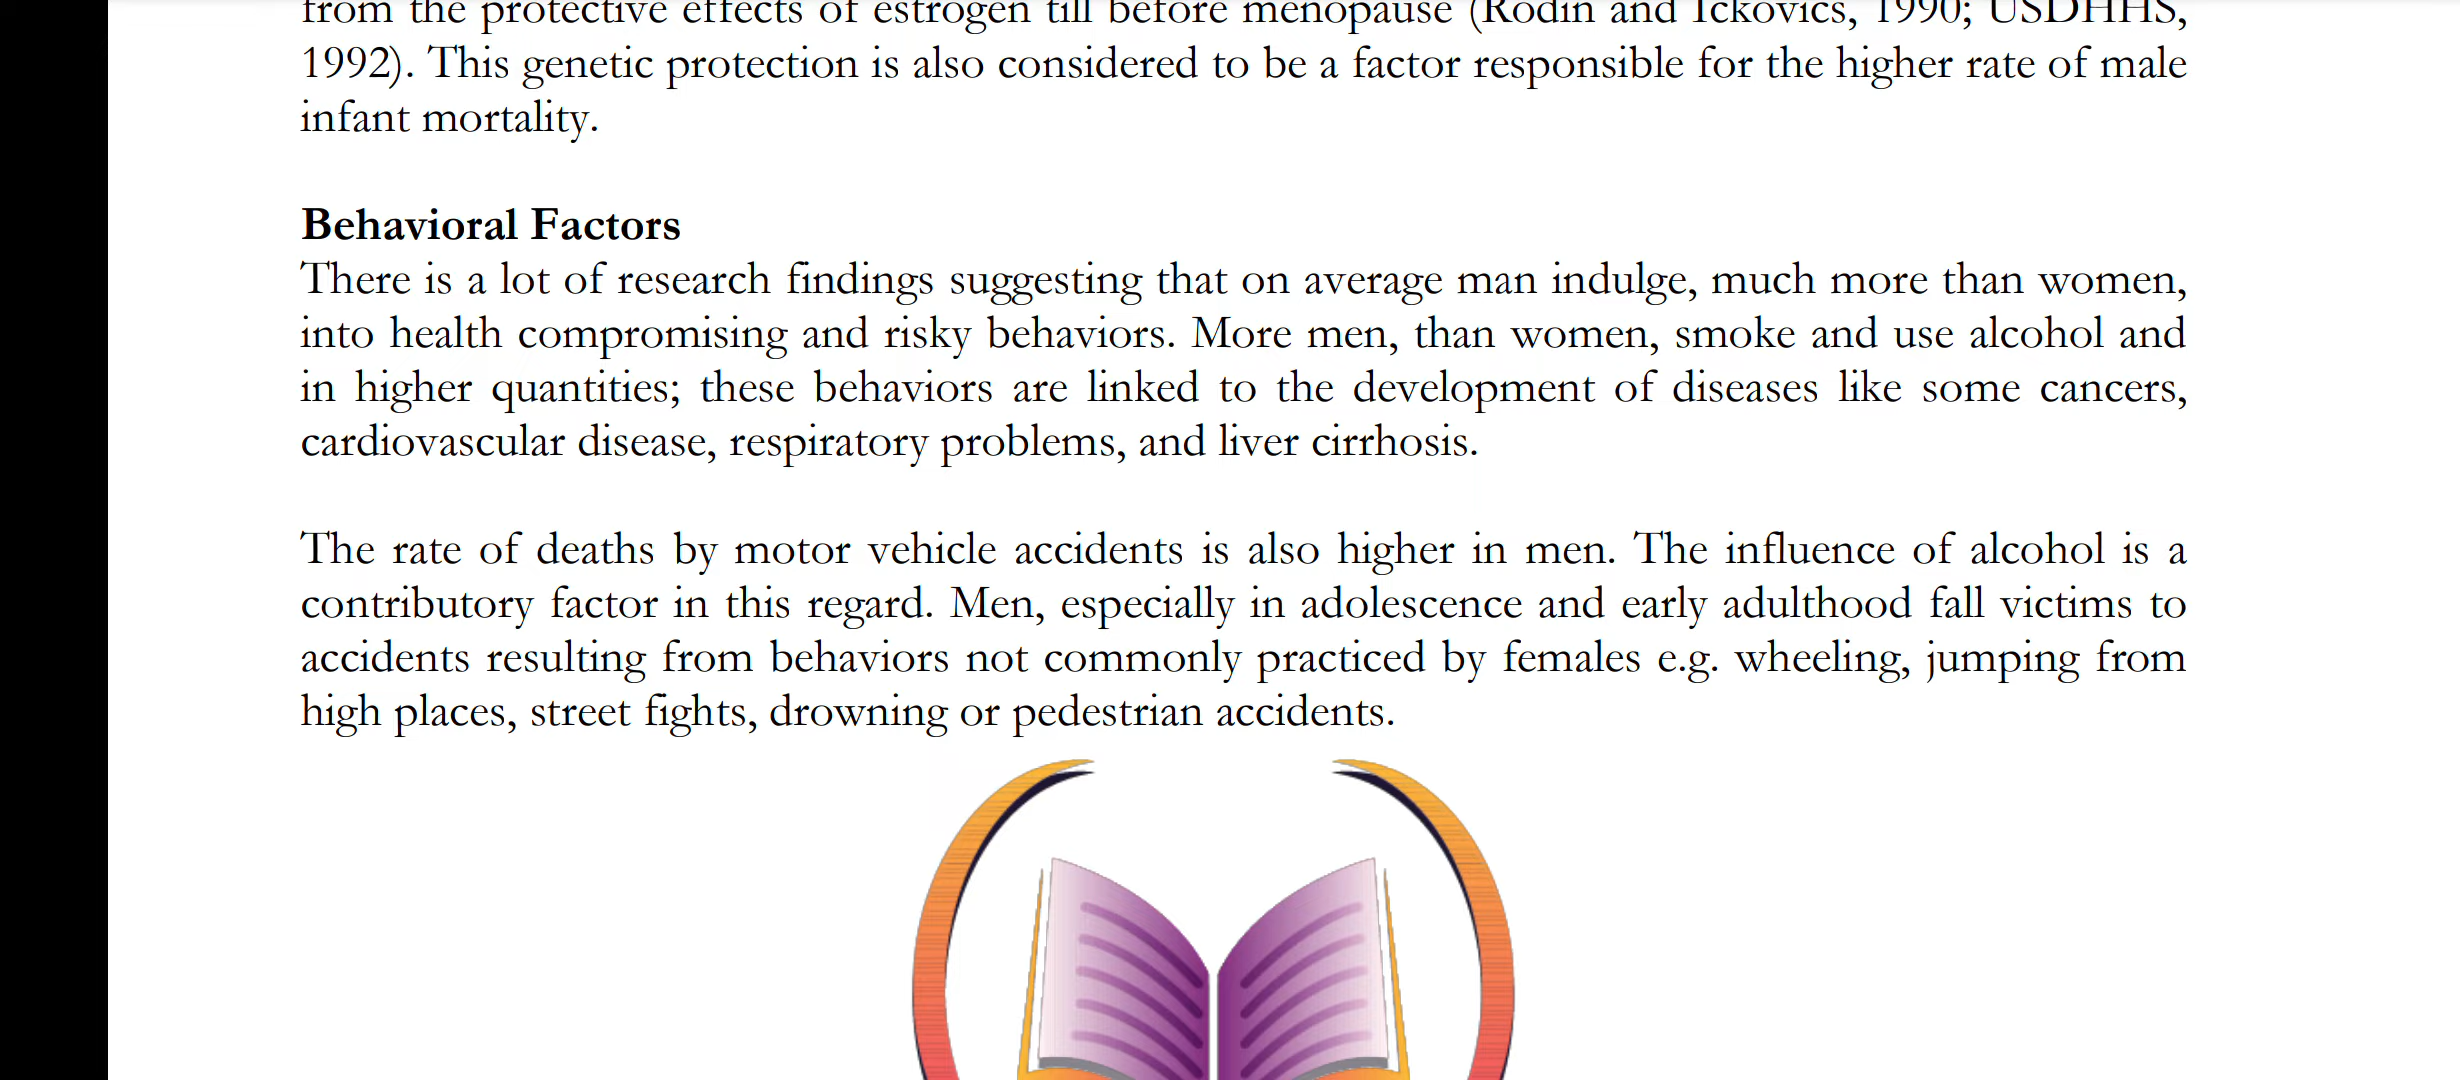 from the protective effects of estrogen till before menopause (Rodin and Ickovics, 1990; USDHHS,
1992). This genetic protection is also considered to be a factor responsible for the higher rate of male
infant mortality.
Behavioral Factors
There is a lot of research findings suggesting that on average man indulge, much more than women,
into health compromising and risky behaviors. More men, than women, smoke and use alcohol and
in higher quantities; these behaviors are linked to the development of diseases like some cancers,
cardiovascular disease, respiratory problems, and liver cirrhosis.
The rate of deaths by motor vehicle accidents is also higher in men. The influence of alcohol is a
contributory factor in this regard. Men, especially in adolescence and early adulthood fall victims to
accidents resulting from behaviors not commonly practiced by females e.g. wheeling, jumping from
high places, street fights, drowning or pedestrian accidents.